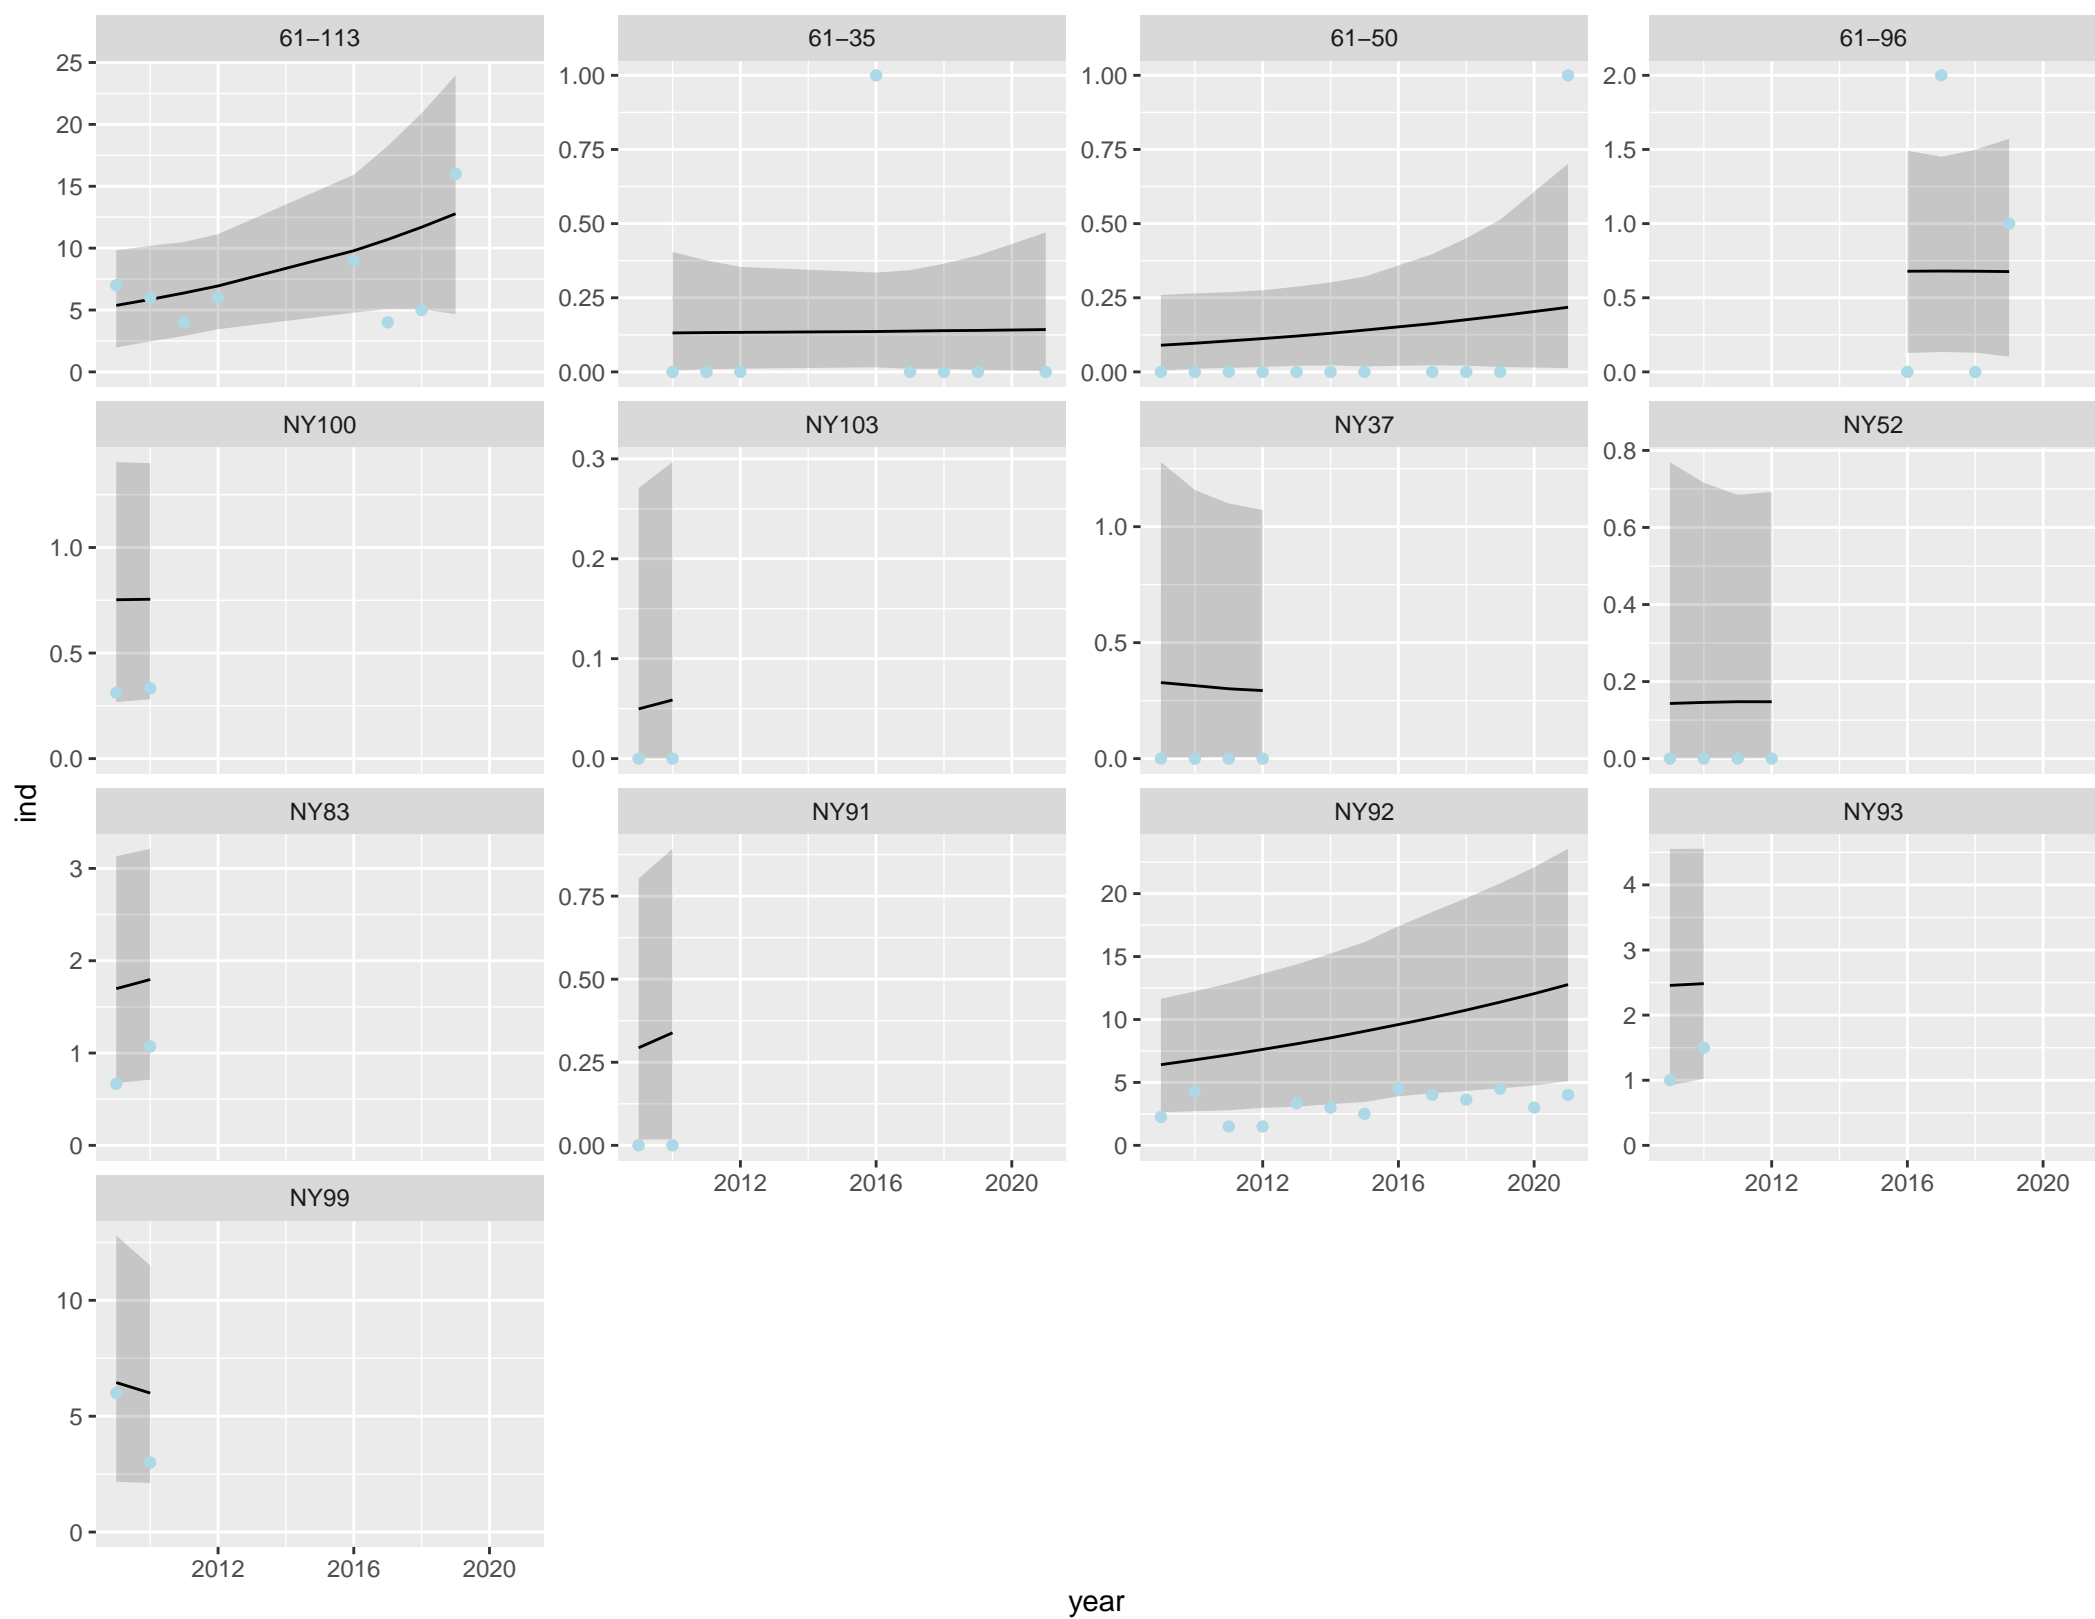 61−113 61−35 61−50 61−96
25 20 15 10 5 0
1.00 0.75 0.50 0.25 0.00
1.00 0.75 0.50 0.25 0.00
2.0 1.5 1.0 0.5 0.0
NY100 NY103 NY37 NY52
1.0 0.5 0.0
0.3 0.2 0.1 0.0
1.0 0.5 0.0
0.8 0.6 0.4 0.2 0.0
ind
NY83 NY91 NY92 NY93
3 2 1 0
0.75 0.50 0.25 0.00
20 15 10 5 0
4 3 2 1 0
2012 2016 2020 2012 2016 2020 2012 2016 2020
NY99
10 5 0
2012 2016 2020
year